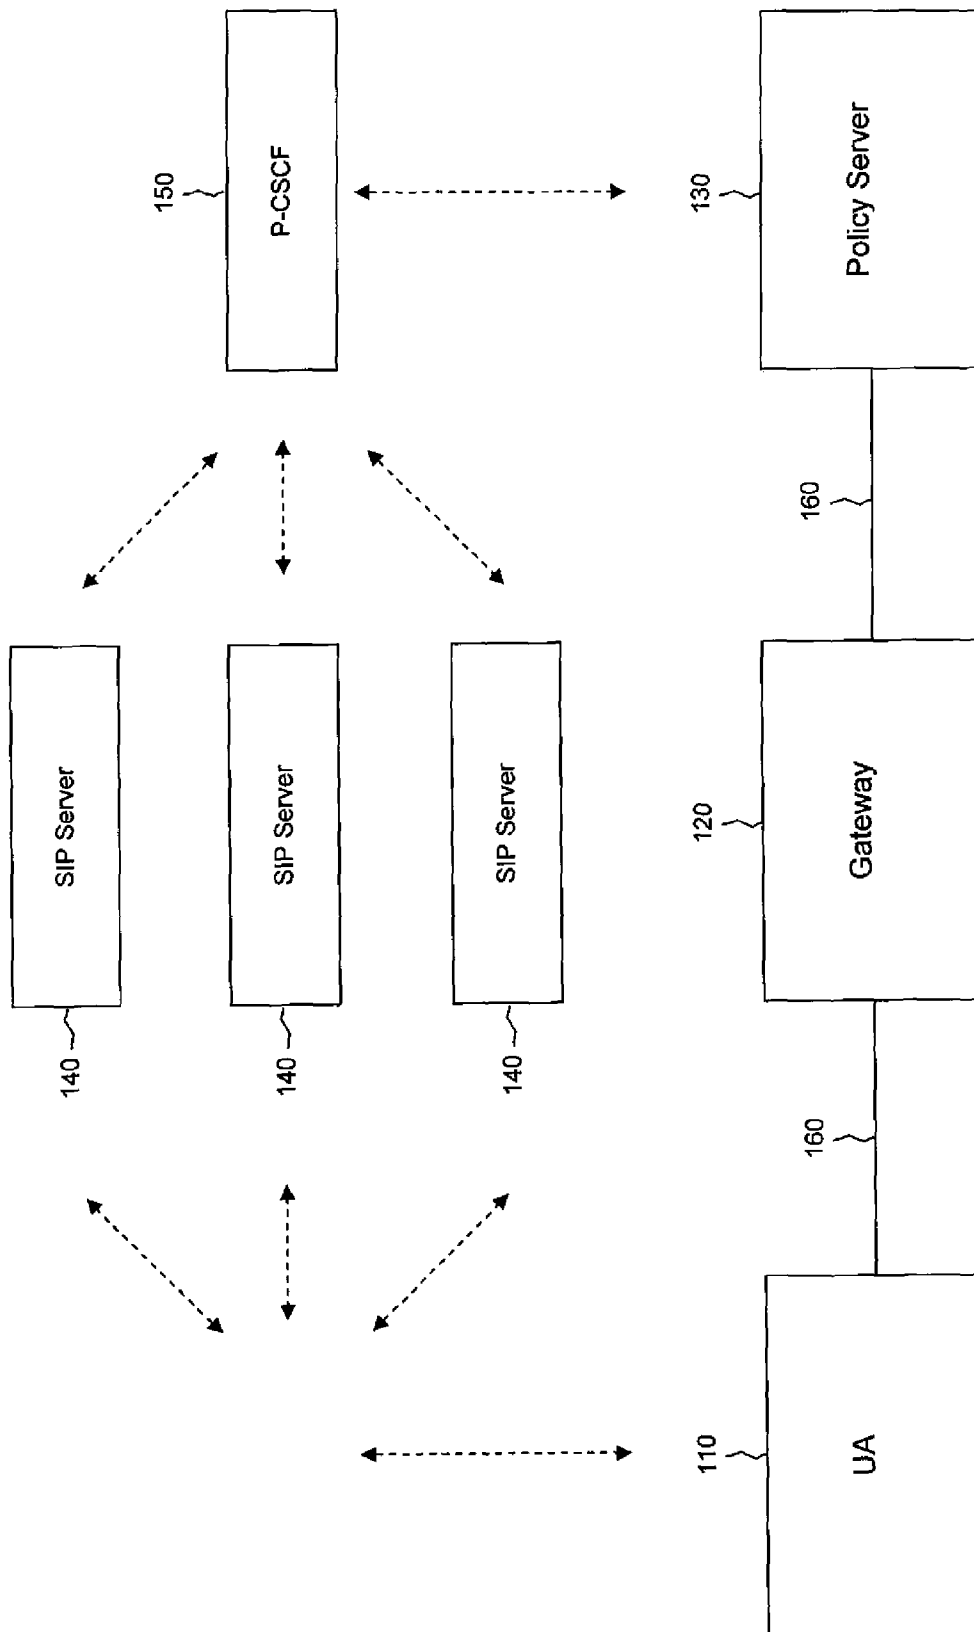 SIP Server
140
SIP Server
140
P-CSCF
150
SIP Server
140
UA
110
160
Gateway
120
160
Policy Server
130